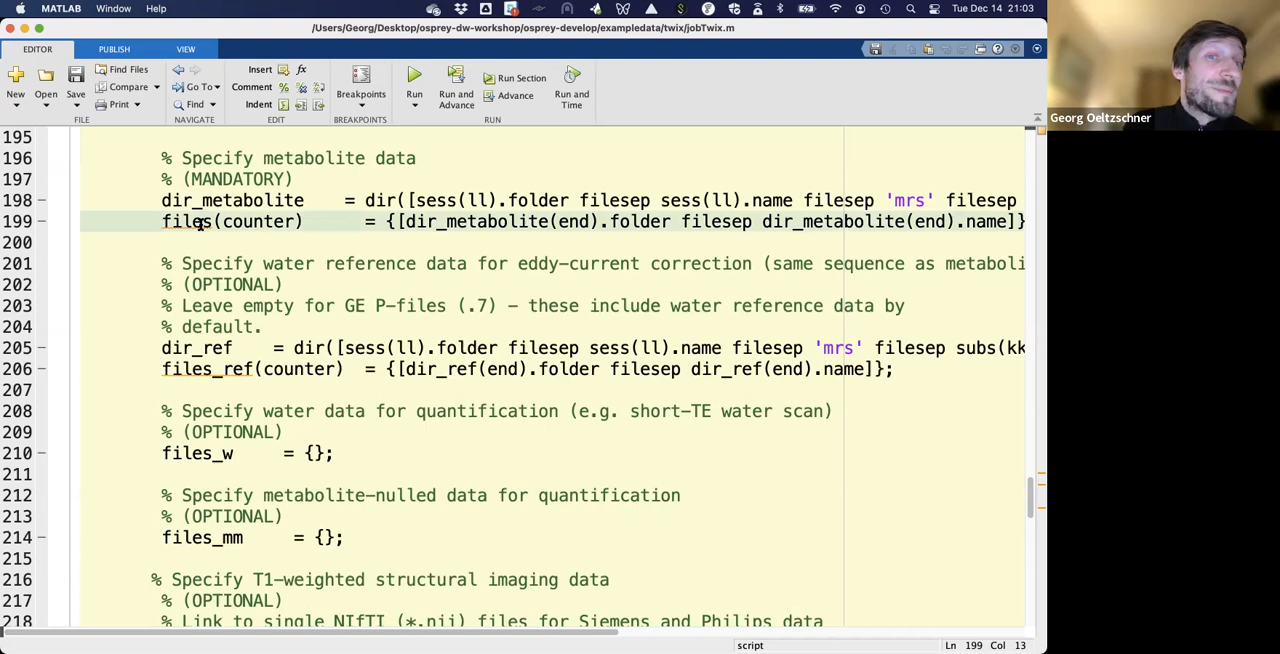 MATLAB Window Help Tue Dec 14 21:03
/Users/Georg/Desktop/osprey-dw-workshop/osprey-develop/exampledata/twix/jobTwix.m
EDITOR PUBLISH VIEW
New Open Save Find Files Compare Print Go To Find Insert fx Comment Indent Breakpoints Run Run and Advance Run Section Advance Run and Time
FILE NAVIGATE EDIT BREAKPOINTS RUN
Georg Oeltzschner
195
196 % Specify metabolite data
197 % (MANDATORY)
198 dir_metabolite = dir([sess(ll).folder filesep sess(ll).name filesep 'mrs' filesep
199 files(counter) = {[dir_metabolite(end).folder filesep dir_metabolite(end).name]}
200
201 % Specify water reference data for eddy-current correction (same sequence as metaboli
202 % (OPTIONAL)
203 % Leave empty for GE P-files (.7) - these include water reference data by
204 % default.
205 dir_ref = dir([sess(ll).folder filesep sess(ll).name filesep 'mrs' filesep subs(kk
206 files_ref(counter) = {[dir_ref(end).folder filesep dir_ref(end).name]};
207
208 % Specify water data for quantification (e.g. short-TE water scan)
209 % (OPTIONAL)
210 files_w = {};
211
212 % Specify metabolite-nulled data for quantification
213 % (OPTIONAL)
214 files_mm = {};
215
216 % Specify T1-weighted structural imaging data
217 % (OPTIONAL)
218 % Link to single NIfTI (*.nii) files for Siemens and Philips data
script Ln 199 Col 13